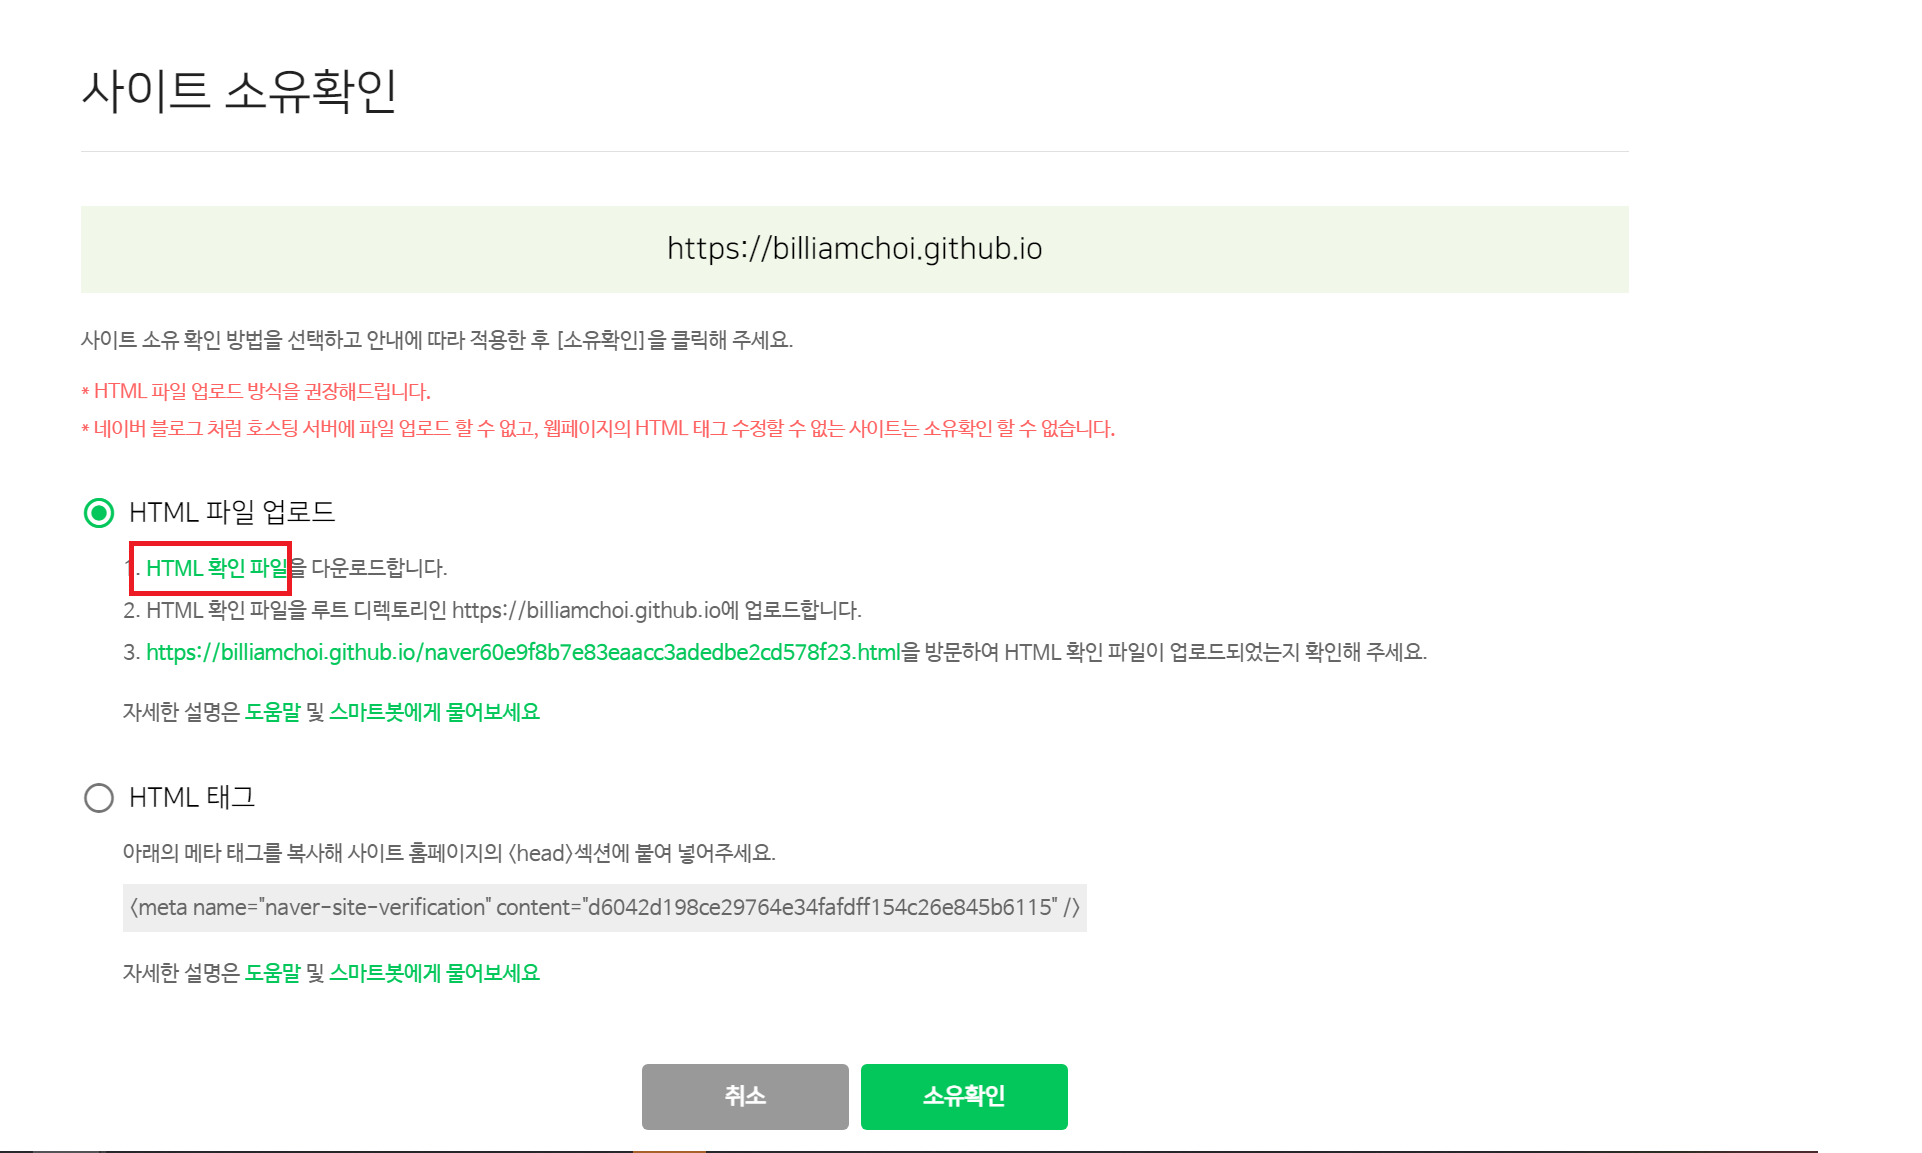 사이트 소유확인
https://billiamchoi.github.io
사이트 소유 확인 방법을 선택하고 안내에 따라 적용한 후 [소유확인]을 클릭해 주세요.
* HTML 파일 업로드 방식을 권장해드립니다.
* 네이버 블로그 처럼 호스팅 서버에 파일 업로드 할 수 없고, 웹페이지의 HTML 태그 수정할 수 없는 사이트는 소유확인 할 수 없습니다.
HTML 파일 업로드
1. HTML 확인 파일을 다운로드합니다.
2. HTML 확인 파일을 루트 디렉토리인 https://billiamchoi.github.io에 업로드합니다.
3. https://billiamchoi.github.io/naver60e9f8b7e83eaacc3adedbe2cd578f23.html을 방문하여 HTML 확인 파일이 업로드되었는지 확인해 주세요.
자세한 설명은 도움말 및 스마트봇에게 물어보세요
HTML 태그
아래의 메타 태그를 복사해 사이트 홈페이지의 <head>섹션에 붙여 넣어주세요.
<meta name="naver-site-verification" content="d6042d198ce29764e34fafdff154c26e845b6115" />
자세한 설명은 도움말 및 스마트봇에게 물어보세요
취소
소유확인